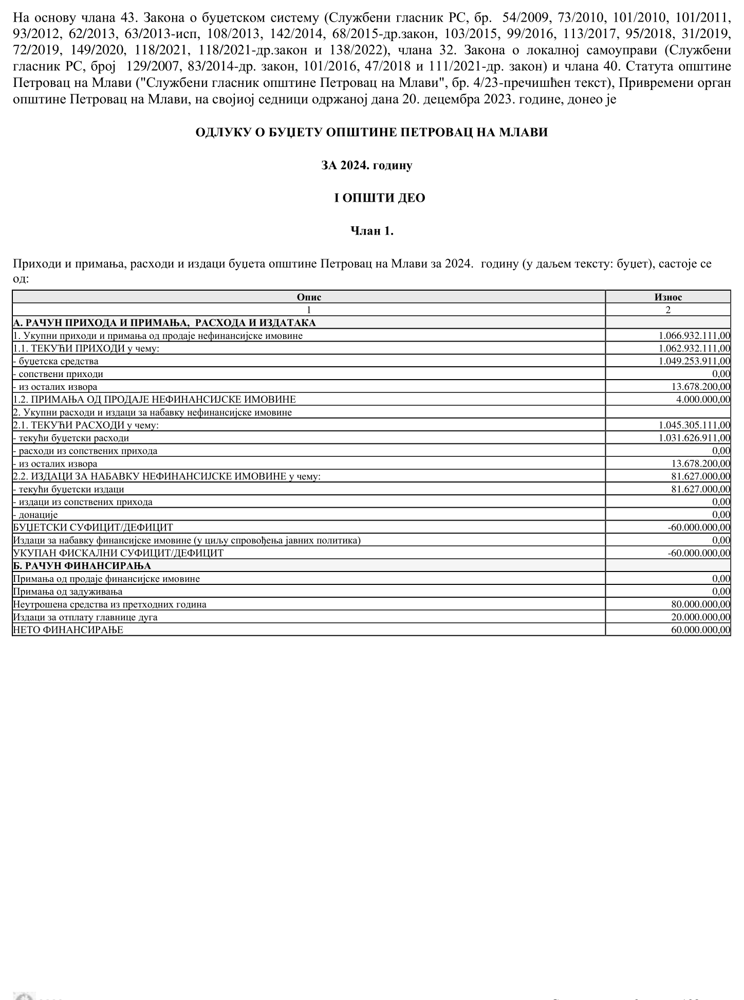 На основу члана 43. Закона о буџетском систему (Службени гласник РС, бр. 54/2009, 73/2010, 101/2010, 101/2011,
93/2012, 62/2013, 63/2013-исп, 108/2013, 142/2014, 68/2015-др.закон, 103/2015, 99/2016, 113/2017, 95/2018, 31/2019,
72/2019, 149/2020, 118/2021, 118/2021-др.закон и 138/2022), члана 32. Закона о локалној самоуправи (Службени
гласник РС, број 129/2007, 83/2014-др. закон, 101/2016, 47/2018 и 111/2021-др. закон) и члана 40. Статута општине
Петровац на Млави ("Службени гласник општине Петровац на Млави", бр. 4/23-пречишћен текст), Привремени орган
општине Петровац на Млави, на својиој седници одржаној дана 20. децембра 2023. године, донео је
ОДЛУКУ О БУЏЕТУ ОПШТИНЕ ПЕТРОВАЦ НА МЛАВИ
ЗА 2024. годину
I ОПШТИ ДЕО
Члан 1.
Приходи и примања, расходи и издаци буџета општине Петровац на Млави за 2024. годину (у даљем тексту: буџет), састоје се
од:
Опис Износ
1 2
А. РАЧУН ПРИХОДА И ПРИМАЊА, РАСХОДА И ИЗДАТАКА
1. Укупни приходи и примања од продаје нефинансијске имовине 1.066.932.111,00
1.1. ТЕКУЋИ ПРИХОДИ у чему: 1.062.932.111,00
- буџетска средства 1.049.253.911,00
- сопствени приходи 0,00
- из осталих извора 13.678.200,00
1.2. ПРИМАЊА ОД ПРОДАЈЕ НЕФИНАНСИЈСКЕ ИМОВИНЕ 4.000.000,00
2. Укупни расходи и издаци за набавку нефинансијске имовине
2.1. ТЕКУЋИ РАСХОДИ у чему: 1.045.305.111,00
- текући буџетски расходи 1.031.626.911,00
- расходи из сопствених прихода 0,00
- из осталих извора 13.678.200,00
2.2. ИЗДАЦИ ЗА НАБАВКУ НЕФИНАНСИЈСКЕ ИМОВИНЕ у чему: 81.627.000,00
- текући буџетски издаци 81.627.000,00
- издаци из сопствених прихода 0,00
- донације 0,00
БУЏЕТСКИ СУФИЦИТ/ДЕФИЦИТ -60.000.000,00
Издаци за набавку финансијске имовине (у циљу спровођења јавних политика) 0,00
УКУПАН ФИСКАЛНИ СУФИЦИТ/ДЕФИЦИТ -60.000.000,00
Б. РАЧУН ФИНАНСИРАЊА
Примања од продаје финансијске имовине 0,00
Примања од задуживања 0,00
Неутрошена средства из претходних година 80.000.000,00
Издаци за отплату главнице дуга 20.000.000,00
НЕТО ФИНАНСИРАЊЕ 60.000.000,00